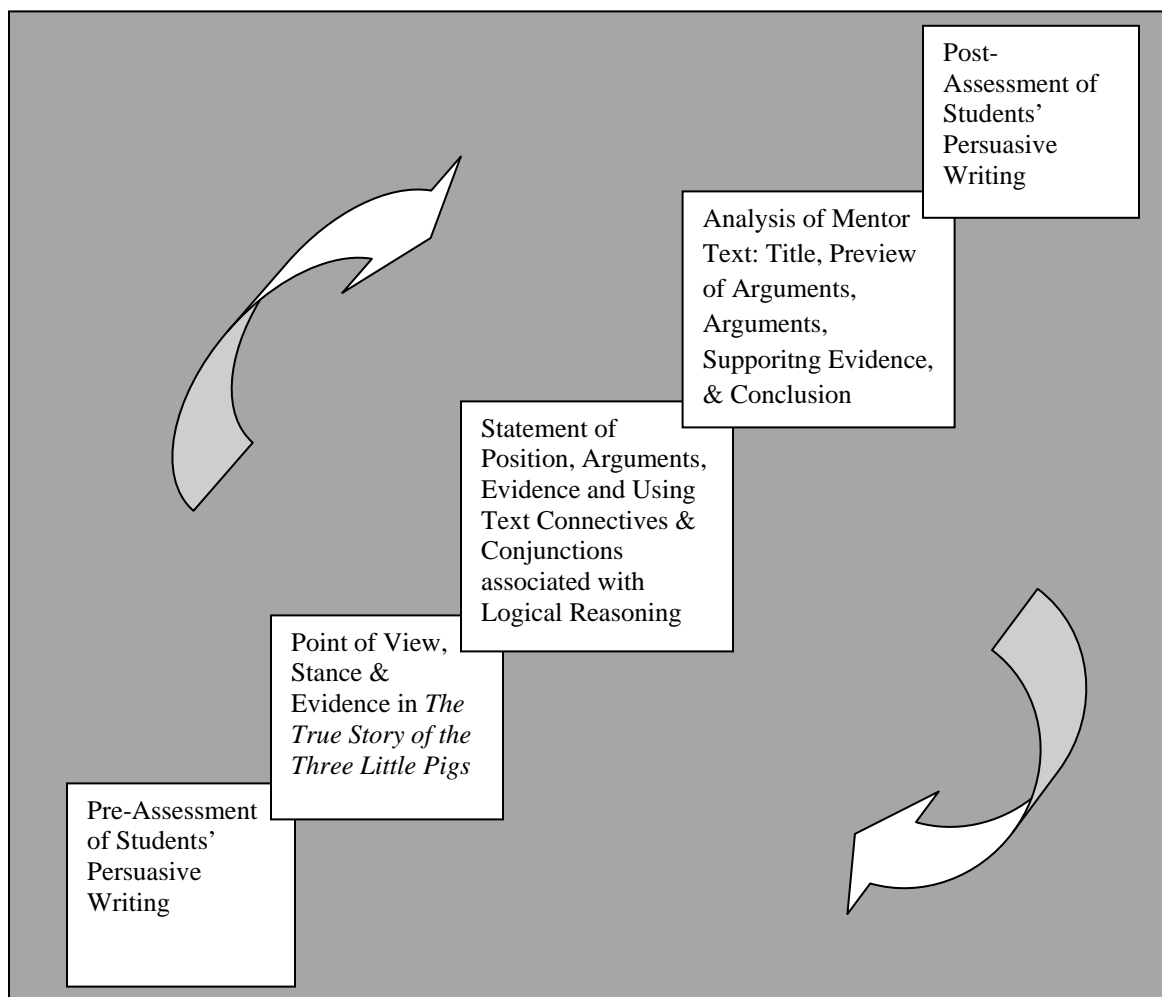 Post-
Assessment of
Students’
Persuasive
Writing
Analysis of Mentor
Text: Title, Preview
of Arguments,
Arguments,
Supporitng Evidence,
& Conclusion
Statement of
Position, Arguments,
Evidence and Using
Text Connectives &
Conjunctions
associated with
Logical Reasoning
Point of View,
Stance &
Evidence in The
True Story of the
Three Little Pigs
Pre-Assessment
of Students’
Persuasive
Writing